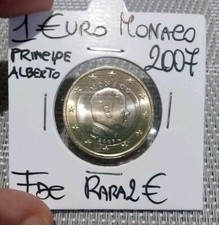 1 €URO MONACO
PRINCIPE
ALBERTO
2007
FDC RARA 2 €